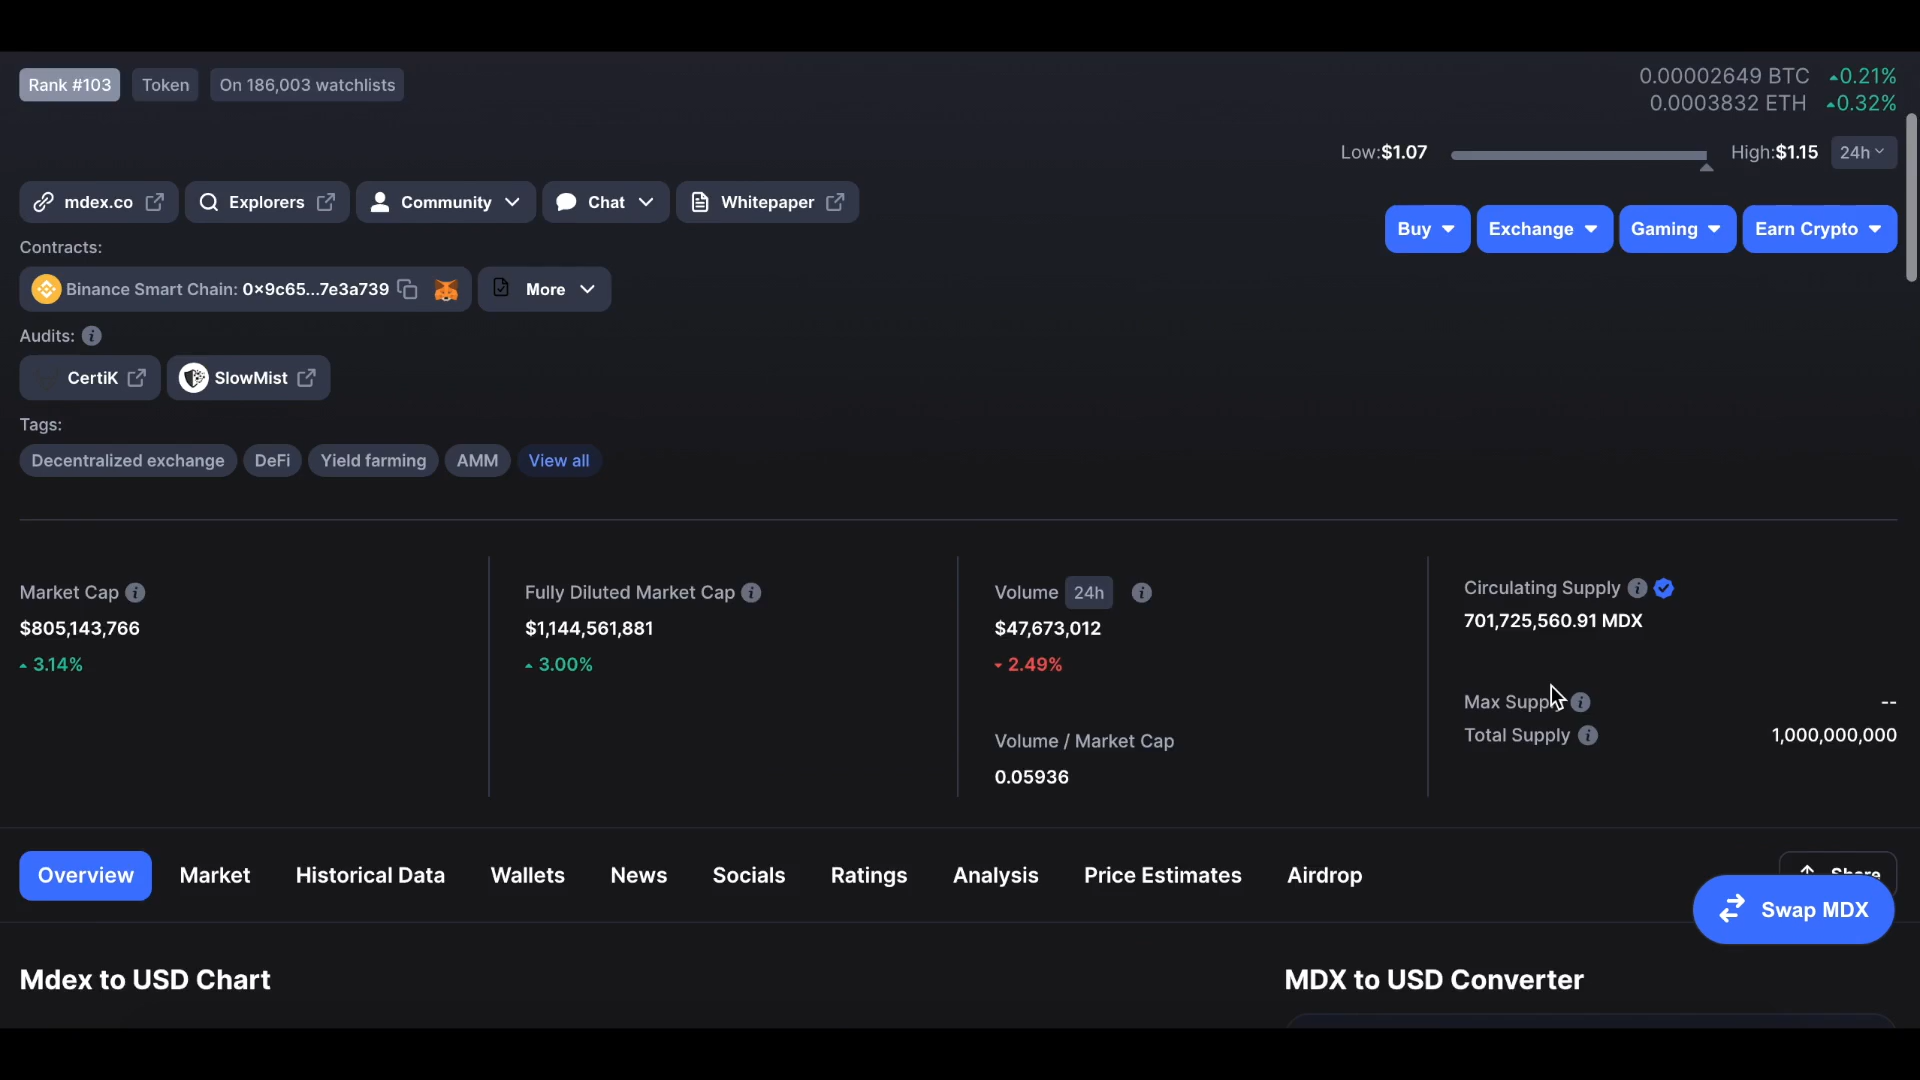 Rank #103 Token On 186,003 watchlists
0.00002649 BTC 0.21%
0.0003832 ETH 0.32%
Low:$1.07 High:$1.15 24h
mdex.co Explorers Community Chat Whitepaper
Buy Exchange Gaming Earn Crypto
Contracts:
Binance Smart Chain: 0x9c65...7e3a739 More
Audits:
CertiK SlowMist
Tags:
Decentralized exchange DeFi Yield farming AMM View all
Market Cap
$805,143,766
3.14%
Fully Diluted Market Cap
$1,144,561,881
3.00%
Volume 24h
$47,673,012
2.49%
Volume / Market Cap
0.05936
Circulating Supply
701,725,560.91 MDX
Max Supply --
Total Supply 1,000,000,000
Overview Market Historical Data Wallets News Socials Ratings Analysis Price Estimates Airdrop Share
Swap MDX
Mdex to USD Chart
MDX to USD Converter